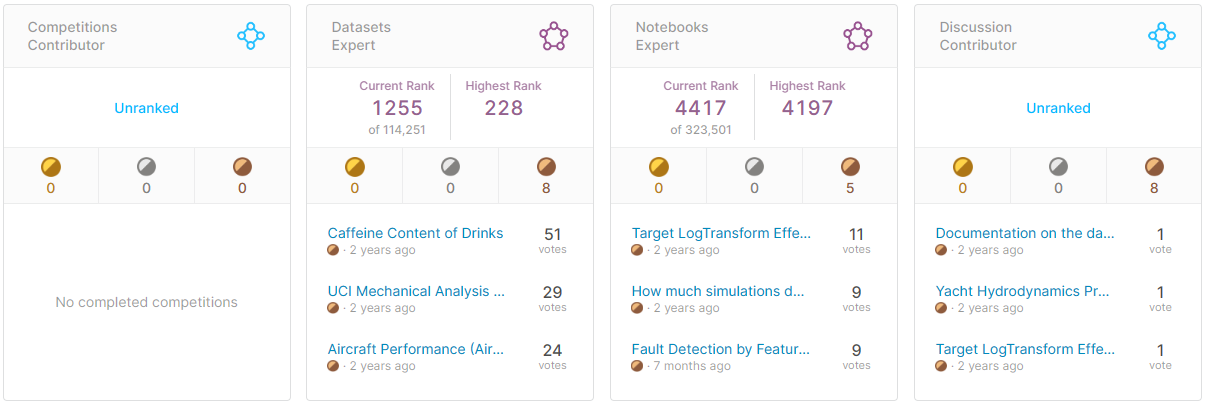 Competitions
Contributor
Unranked
0
0
0
No completed competitions
Datasets
Expert
Current Rank
1255
of 114,251
Highest Rank
228
0
0
8
Caffeine Content of Drinks
51
· 2 years ago
votes
UCI Mechanical Analysis ...
29
· 2 years ago
votes
Aircraft Performance (Air...
24
· 2 years ago
votes
Notebooks
Expert
Current Rank
4417
of 323,501
Highest Rank
4197
0
0
5
Target LogTransform Effe...
11
· 2 years ago
votes
How much simulations d...
9
· 2 years ago
votes
Fault Detection by Featur...
9
· 7 months ago
votes
Discussion
Contributor
Unranked
0
0
8
Documentation on the da...
1
· 2 years ago
vote
Yacht Hydrodynamics Pr...
1
· 2 years ago
vote
Target LogTransform Effe...
1
· 2 years ago
vote